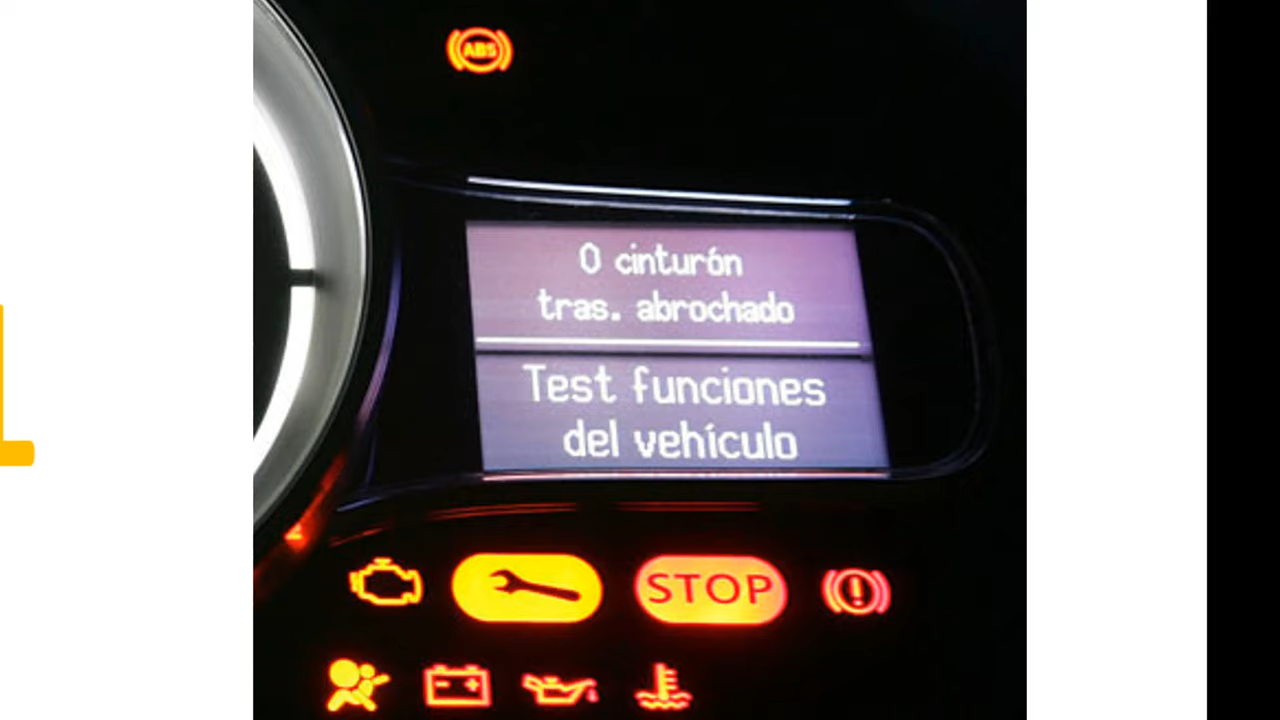 ABS
0 cinturón
tras. abrochado
Test funciones
del vehículo
STOP